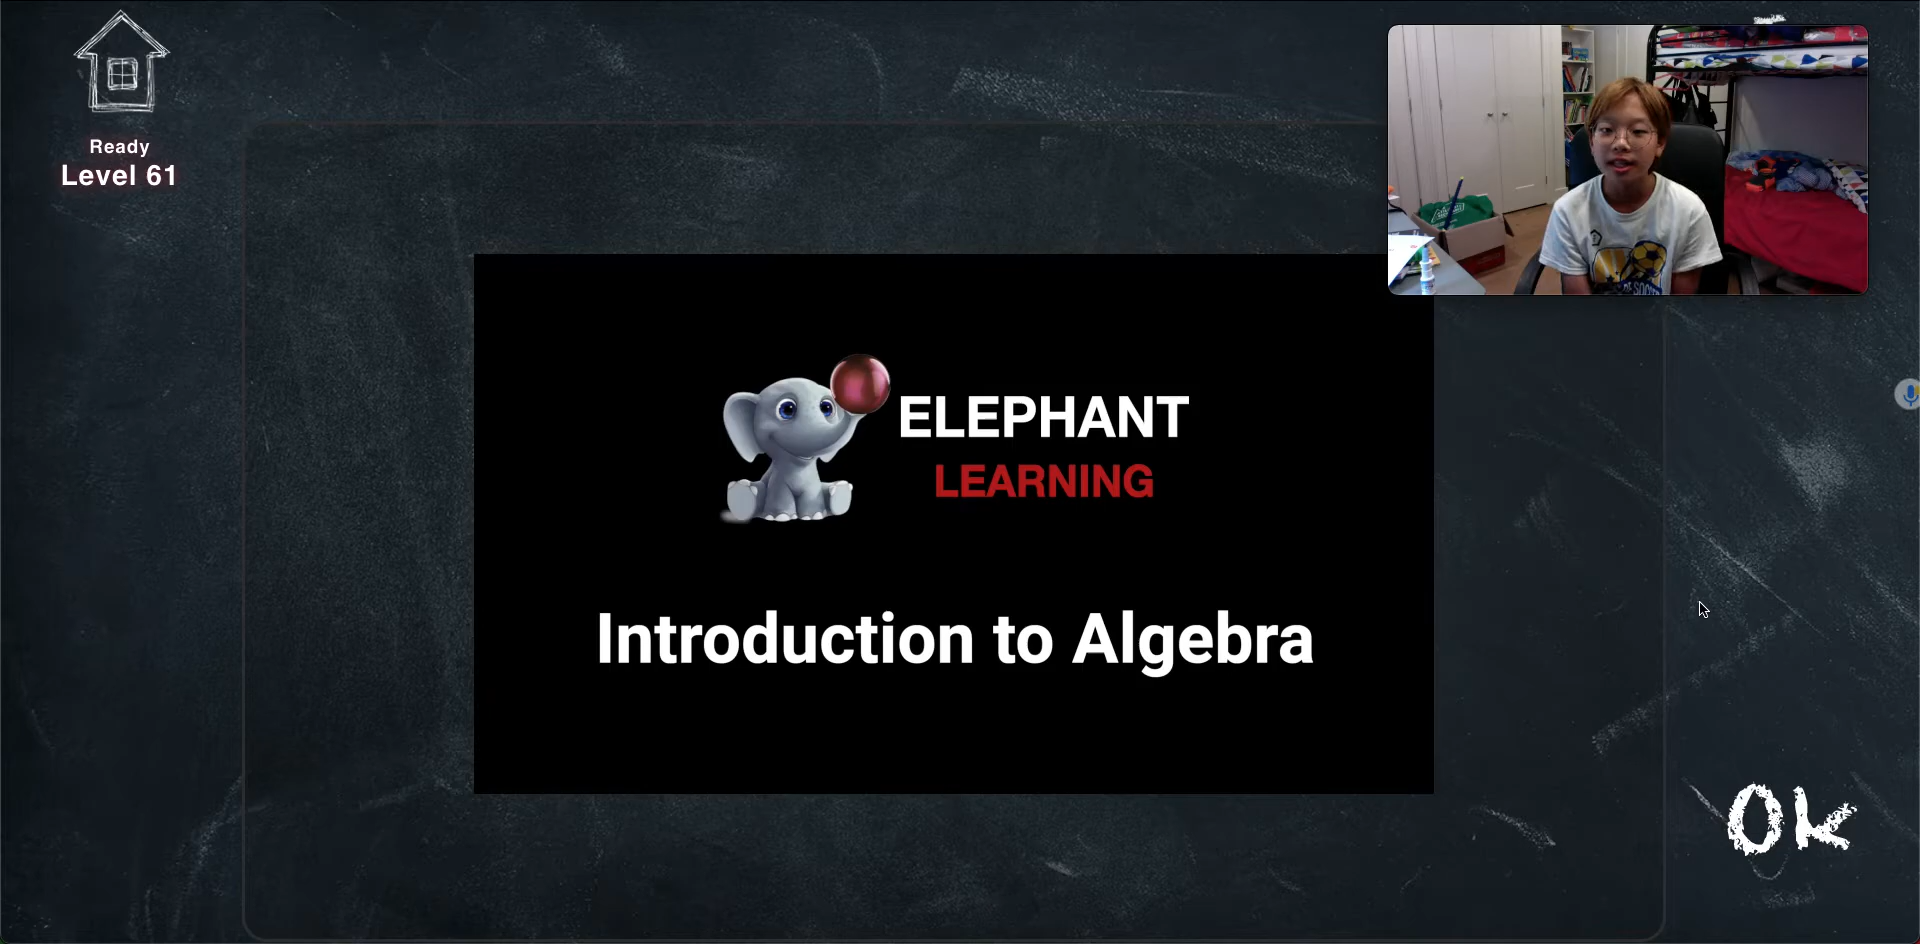 Ready
Level 61
ELEPHANT
LEARNING
Introduction to Algebra
Ok